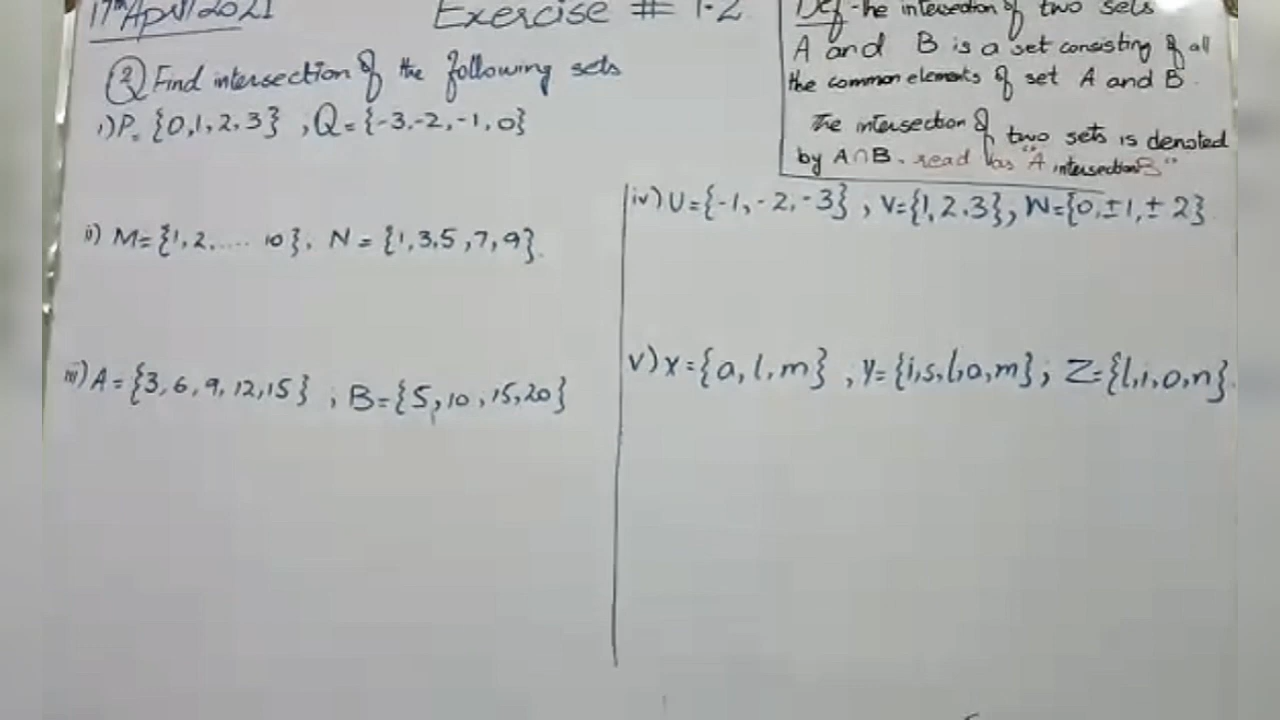 17th April 2021
Exercise # 1.2
Def - The intersection of two sets
A and B is a set consisting of all
the common elements of set A and B.
The intersection of two sets is denoted
by A∩B. read as "A intersection B"
Q2 Find intersection of the following sets
i) P= {0,1,2,3} , Q={-3,-2,-1,0}
ii) M={1,2,.... 10}, N = {1,3,5,7,9}.
iii) A={3,6,9,12,15} ; B={5,10,15,20}
iv) U={-1,-2,-3} , V={1,2,3}, W={0,±1,±2}
v) X={a,l,m} , Y={i,s,l,a,m} ; Z={l,i,o,n}.